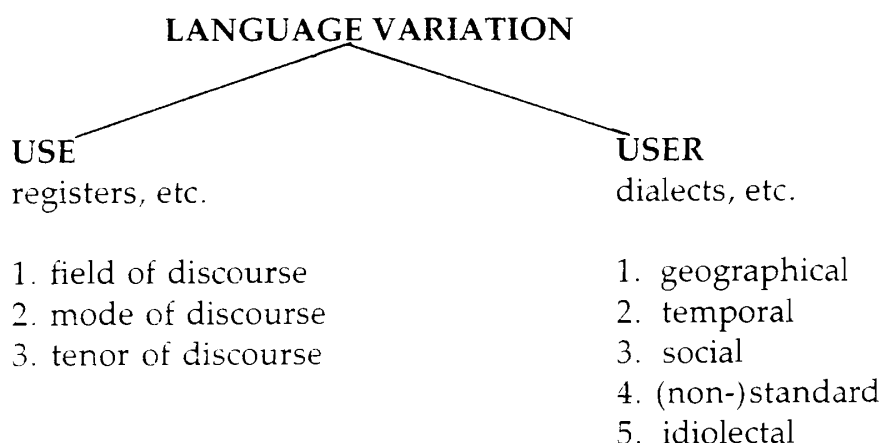 LANGUAGE VARIATION
USE
registers, etc.
1. field of discourse
2. mode of discourse
3. tenor of discourse
USER
dialects, etc.
1. geographical
2. temporal
3. social
4. (non-)standard
5. idiolectal